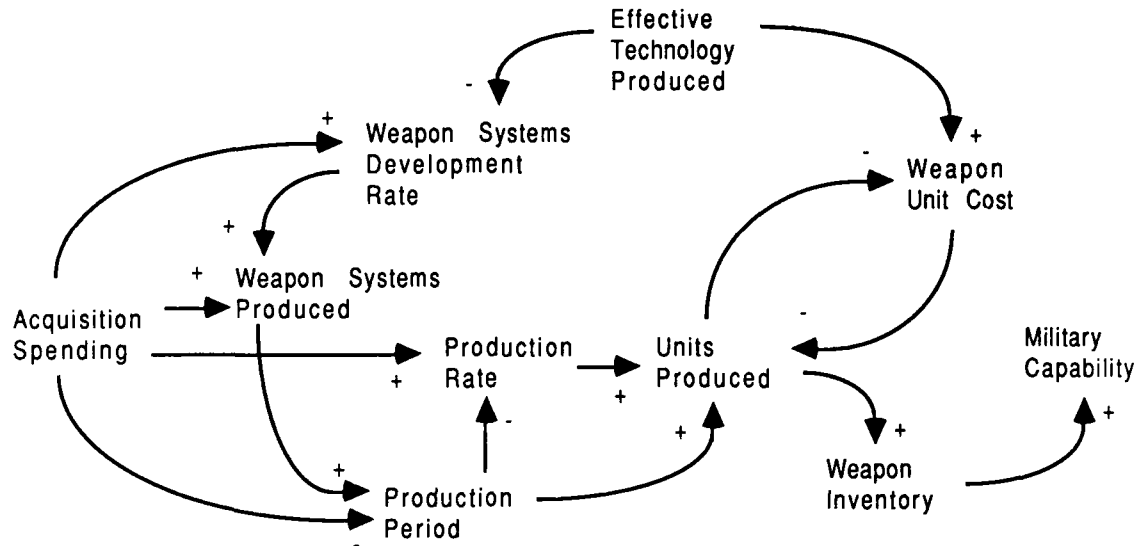 Effective
Technology
Produced
-
+
Weapon Systems
Development
Rate
+
-
Weapon
Unit Cost
+
+
Weapon Systems
Produced
Acquisition
Spending
-
Production
Rate
+
Units
Produced
+
Military
Capability
+
-
+
+
Weapon
Inventory
+
Production
Period
-